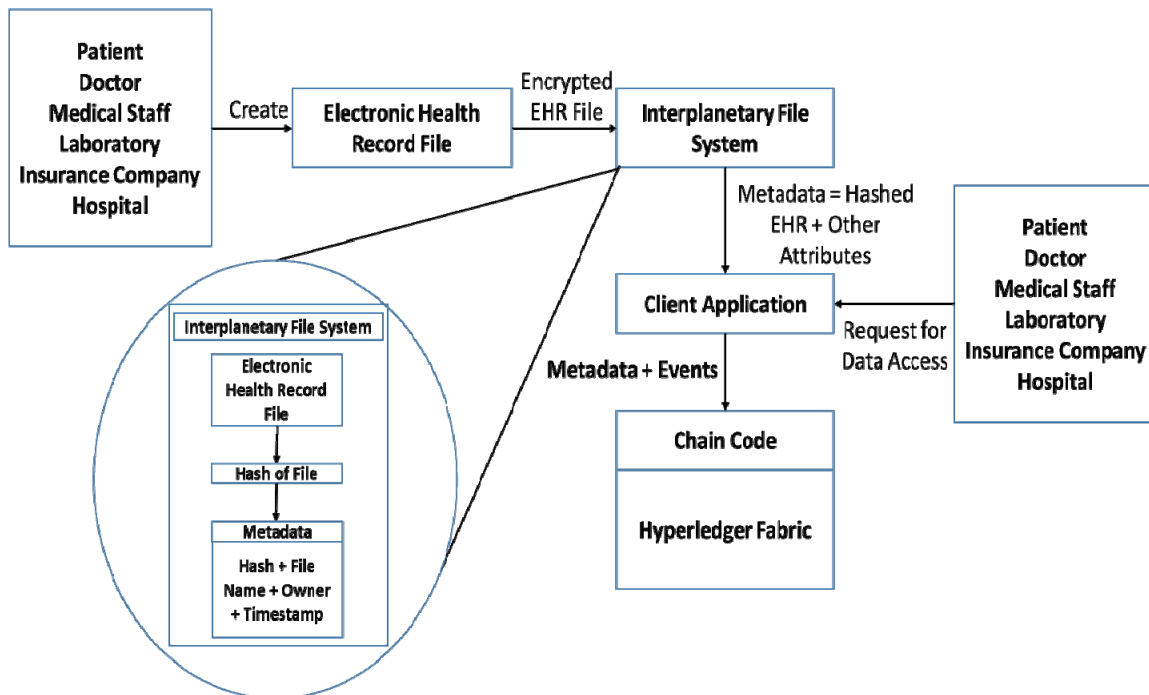 Patient
Doctor
Medical Staff
Laboratory
Insurance Company
Hospital
Create
Electronic Health
Record File
Encrypted
EHR File
Interplanetary File
System
Metadata = Hashed
EHR + Other
Attributes
Client Application
Request for
Data Access
Patient
Doctor
Medical Staff
Laboratory
Insurance Company
Hospital
Metadata + Events
Chain Code
Hyperledger Fabric
Interplanetary File System
Electronic
Health Record
File
Hash of File
Metadata
Hash + File
Name + Owner
+ Timestamp